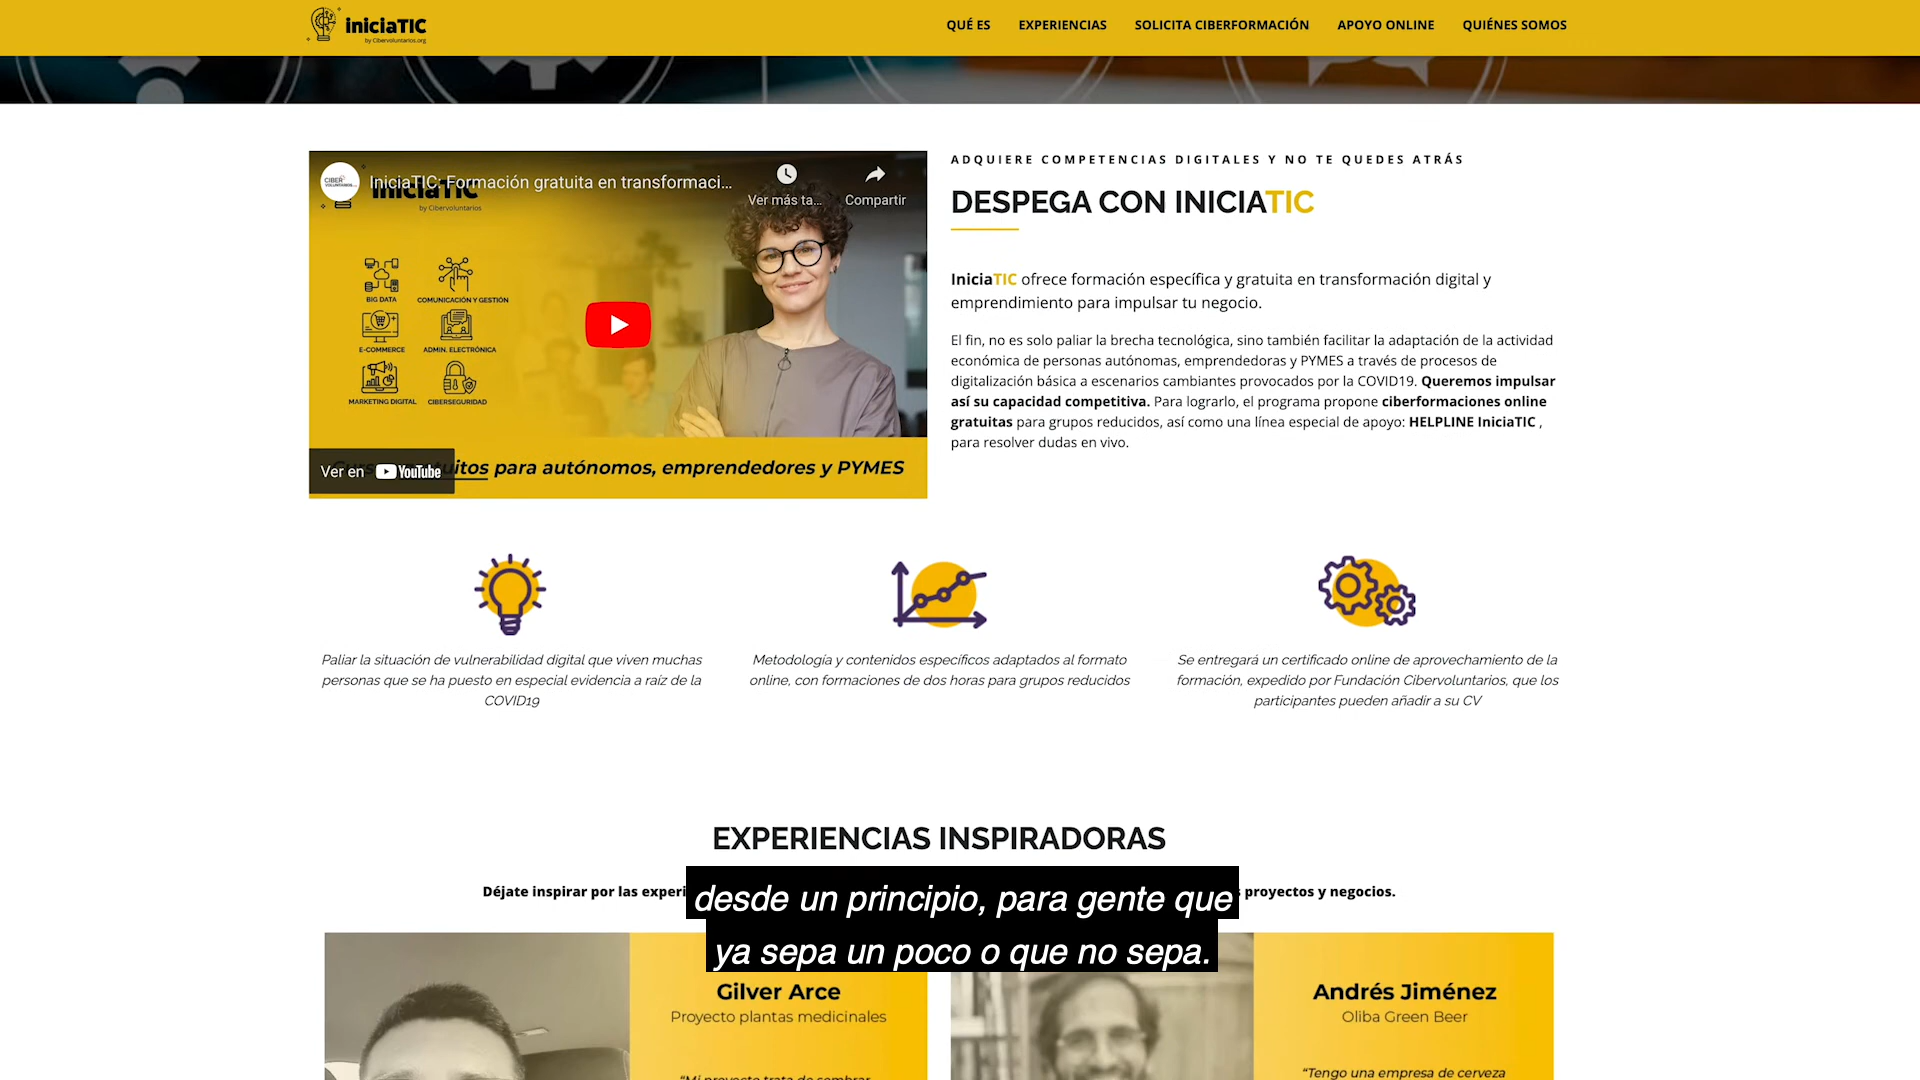 iniciaTIC
by Cibervoluntarios.org
QUÉ ES
EXPERIENCIAS
SOLICITA CIBERFORMACIÓN
APOYO ONLINE
QUIÉNES SOMOS
CIBER
VOLUNTARIOS
IniciaTIC: Formación gratuita en transformaci...
Ver más ta...
Compartir
iniciaTIC
by Cibervoluntarios
BIG DATA
COMUNICACIÓN Y GESTIÓN
E-COMMERCE
ADMIN. ELECTRÓNICA
MARKETING DIGITAL
CIBERSEGURIDAD
Ver en YouTube
uitos para autónomos, emprendedores y PYMES
ADQUIERE COMPETENCIAS DIGITALES Y NO TE QUEDES ATRÁS
DESPEGA CON INICIATIC
IniciaTIC ofrece formación específica y gratuita en transformación digital y
emprendimiento para impulsar tu negocio.
El fin, no es solo paliar la brecha tecnológica, sino también facilitar la adaptación de la actividad
económica de personas autónomas, emprendedoras y PYMES a través de procesos de
digitalización básica a escenarios cambiantes provocados por la COVID19. Queremos impulsar
así su capacidad competitiva. Para lograrlo, el programa propone ciberformaciones online
gratuitas para grupos reducidos, así como una línea especial de apoyo: HELPLINE IniciaTIC ,
para resolver dudas en vivo.
Paliar la situación de vulnerabilidad digital que viven muchas
personas que se ha puesto en especial evidencia a raíz de la
COVID19
Metodología y contenidos específicos adaptados al formato
online, con formaciones de dos horas para grupos reducidos
Se entregará un certificado online de aprovechamiento de la
formación, expedido por Fundación Cibervoluntarios, que los
participantes pueden añadir a su CV
EXPERIENCIAS INSPIRADORAS
Déjate inspirar por las experi
proyectos y negocios.
desde un principio, para gente que
ya sepa un poco o que no sepa.
Gilver Arce
Proyecto plantas medicinales
"Mi proyecto trata de sembrar
Andrés Jiménez
Oliba Green Beer
"Tengo una empresa de cerveza